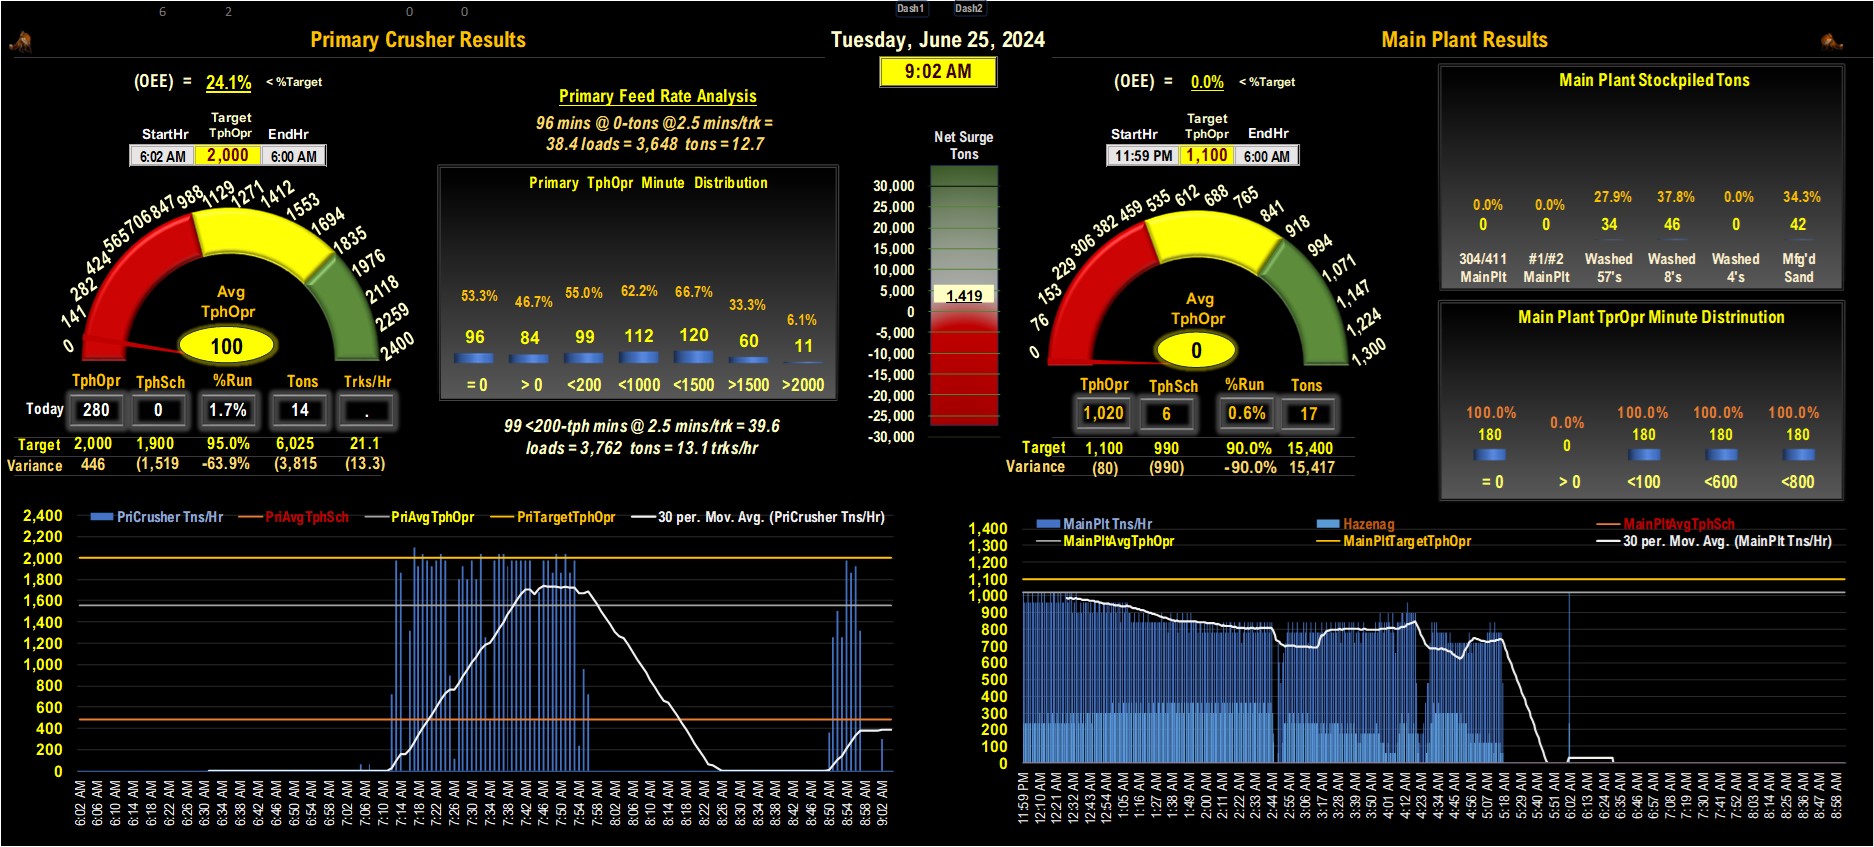 6 2 0 0 Dash1 Dash2
Primary Crusher Results
Tuesday, June 25, 2024
Main Plant Results
9:02 AM
(OEE) = 24.1% < %Target
Target
StartHr TphOpr EndHr
6:02 AM 2,000 6:00 AM
Primary Feed Rate Analysis
96 mins @ 0-tons @2.5 mins/trk =
38.4 loads = 3,648 tons = 12.7
0 141 282 424 565 706 847 988 1129 1271 1412 1553 1694 1835 1976 2118 2259 2400
Avg
TphOpr
100
Primary TphOpr Minute Distribution
53.3% 46.7% 55.0% 62.2% 66.7% 33.3% 6.1%
96 84 99 112 120 60 11
= 0 > 0 <200 <1000 <1500 >1500 >2000
99 <200-tph mins @ 2.5 mins/trk = 39.6
loads = 3,762 tons = 13.1 trks/hr
TphOpr TphSch %Run Tons Trks/Hr
Today 280 0 1.7% 14 .
Target 2,000 1,900 95.0% 6,025 21.1
Variance 446 (1,519 -63.9% (3,815 (13.3)
Net Surge
Tons
30,000
25,000
20,000
15,000
10,000
5,000
1,419
0
-5,000
-10,000
-15,000
-20,000
-25,000
-30,000
(OEE) = 0.0% < %Target
Target
StartHr TphOpr EndHr
11:59 PM 1,100 6:00 AM
0 76 153 229 306 382 459 535 612 688 765 841 918 994 1,071 1,147 1,224 1,300
Avg
TphOpr
0
TphOpr TphSch %Run Tons
1,020 6 0.6% 17
Target 1,100 990 90.0% 15,400
Variance (80) (990) -90.0% 15,417
Main Plant Stockpiled Tons
0.0% 0.0% 27.9% 37.8% 0.0% 34.3%
0 0 34 46 0 42
304/411 #1/#2 Washed Washed Washed Mfg'd
MainPlt MainPlt 57's 8's 4's Sand
Main Plant TprOpr Minute Distrinution
100.0% 0.0% 100.0% 100.0% 100.0%
180 0 180 180 180
= 0 > 0 <100 <600 <800
PriCrusher Tns/Hr PriAvgTphSch PriAvgTphOpr PriTargetTphOpr 30 per. Mov. Avg. (PriCrusher Tns/Hr)
2,400
2,200
2,000
1,800
1,600
1,400
1,200
1,000
800
600
400
200
0
6:02 AM 6:06 AM 6:10 AM 6:14 AM 6:18 AM 6:22 AM 6:26 AM 6:30 AM 6:34 AM 6:38 AM 6:42 AM 6:46 AM 6:50 AM 6:54 AM 6:58 AM 7:02 AM 7:06 AM 7:10 AM 7:14 AM 7:18 AM 7:22 AM 7:26 AM 7:30 AM 7:34 AM 7:38 AM 7:42 AM 7:46 AM 7:50 AM 7:54 AM 7:58 AM 8:02 AM 8:06 AM 8:10 AM 8:14 AM 8:18 AM 8:22 AM 8:26 AM 8:30 AM 8:34 AM 8:38 AM 8:42 AM 8:46 AM 8:50 AM 8:54 AM 8:58 AM 9:02 AM
MainPlt Tns/Hr Hazenag MainPltAvgTphSch
MainPltAvgTphOpr MainPltTargetTphOpr 30 per. Mov. Avg. (MainPlt Tns/Hr)
1,400
1,300
1,200
1,100
1,000
900
800
700
600
500
400
300
200
100
0
11:59 PM 12:10 AM 12:21 AM 12:32 AM 12:43 AM 12:54 AM 1:05 AM 1:16 AM 1:27 AM 1:38 AM 1:49 AM 2:00 AM 2:11 AM 2:22 AM 2:33 AM 2:44 AM 2:55 AM 3:06 AM 3:17 AM 3:28 AM 3:39 AM 3:50 AM 4:01 AM 4:12 AM 4:23 AM 4:34 AM 4:45 AM 4:56 AM 5:07 AM 5:18 AM 5:29 AM 5:40 AM 5:51 AM 6:02 AM 6:13 AM 6:24 AM 6:35 AM 6:46 AM 6:57 AM 7:08 AM 7:19 AM 7:30 AM 7:41 AM 7:52 AM 8:03 AM 8:14 AM 8:25 AM 8:36 AM 8:47 AM 8:58 AM